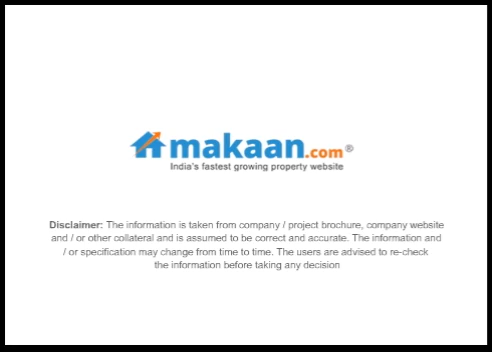 makaan.com®
India's fastest growing property website
Disclaimer: The information is taken from company / project brochure, company website
and / or other collateral and is assumed to be correct and accurate. The information and
/ or specification may change from time to time. The users are advised to re-check
the information before taking any decision